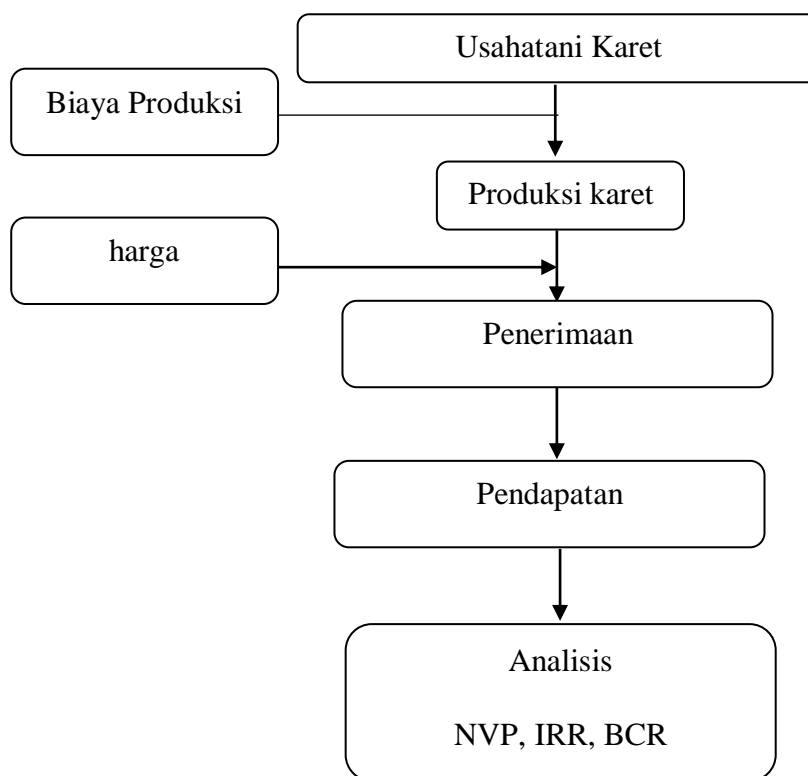 Usahatani Karet
Biaya Produksi
Produksi karet
harga
Penerimaan
Pendapatan
Analisis
NVP, IRR, BCR